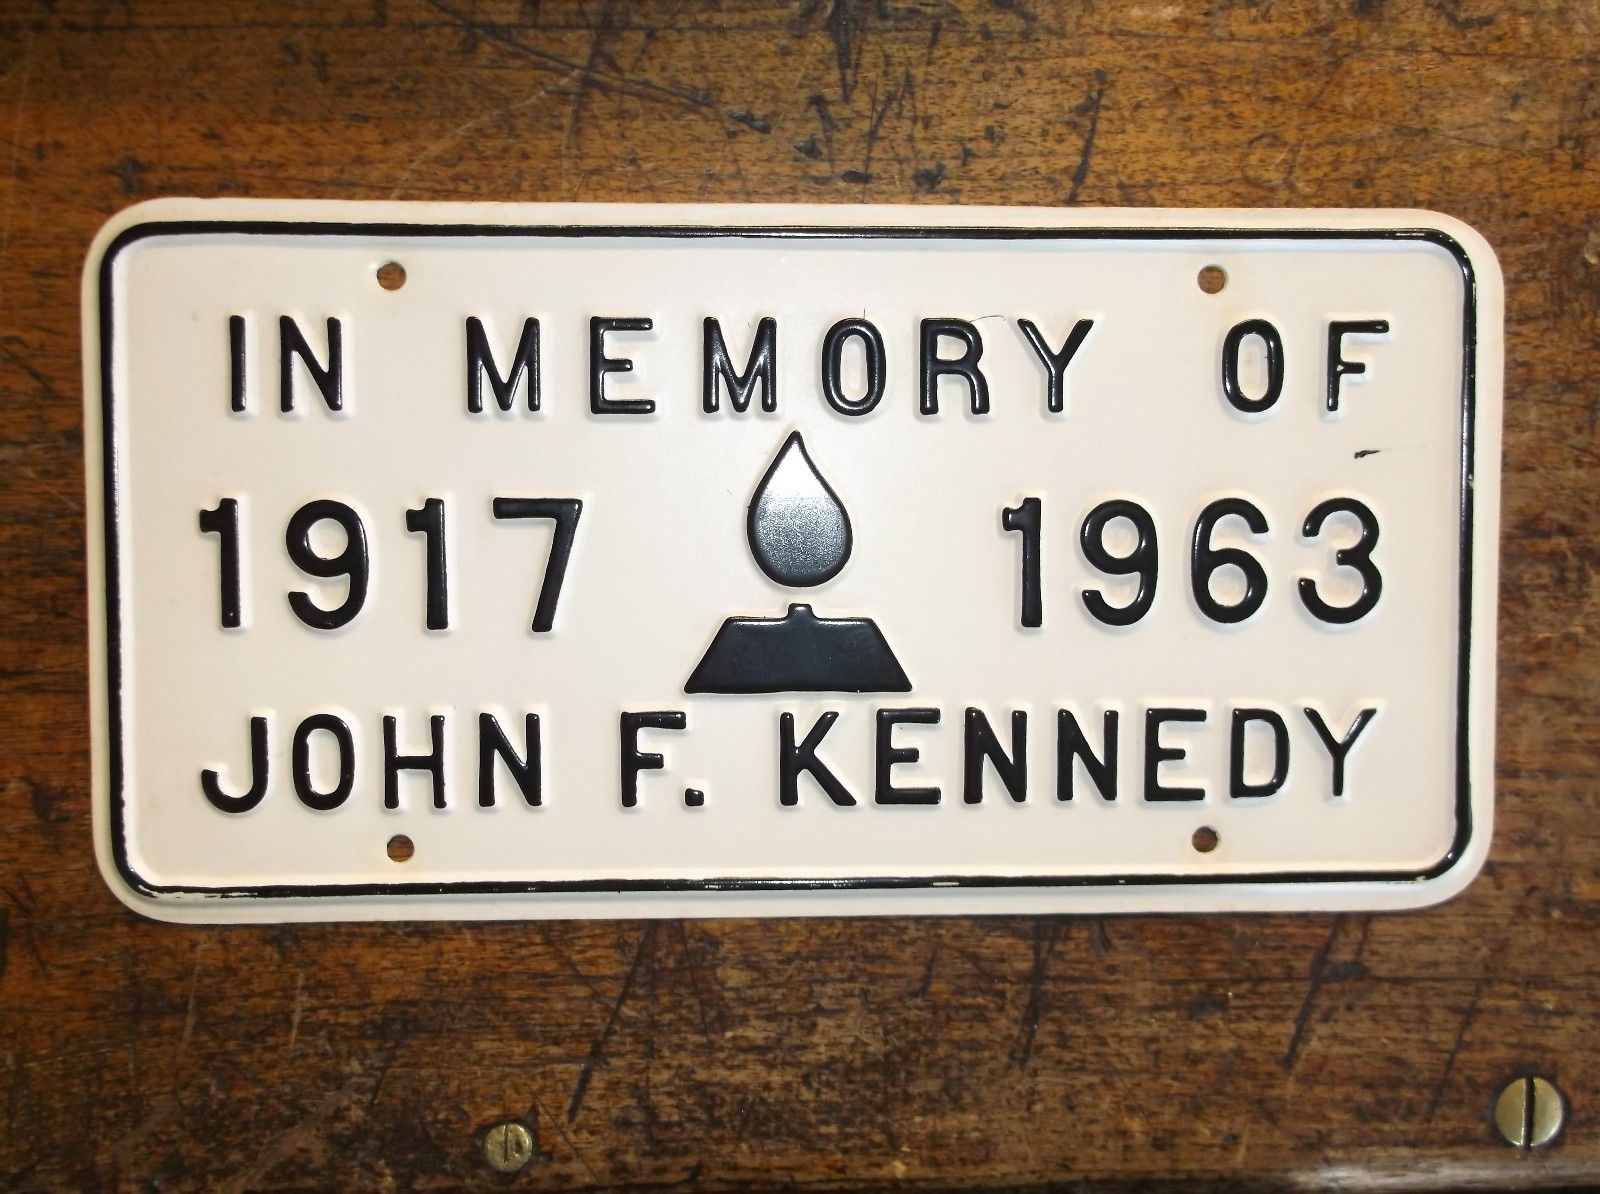 IN MEMORY OF
1917 1963
JOHN F. KENNEDY